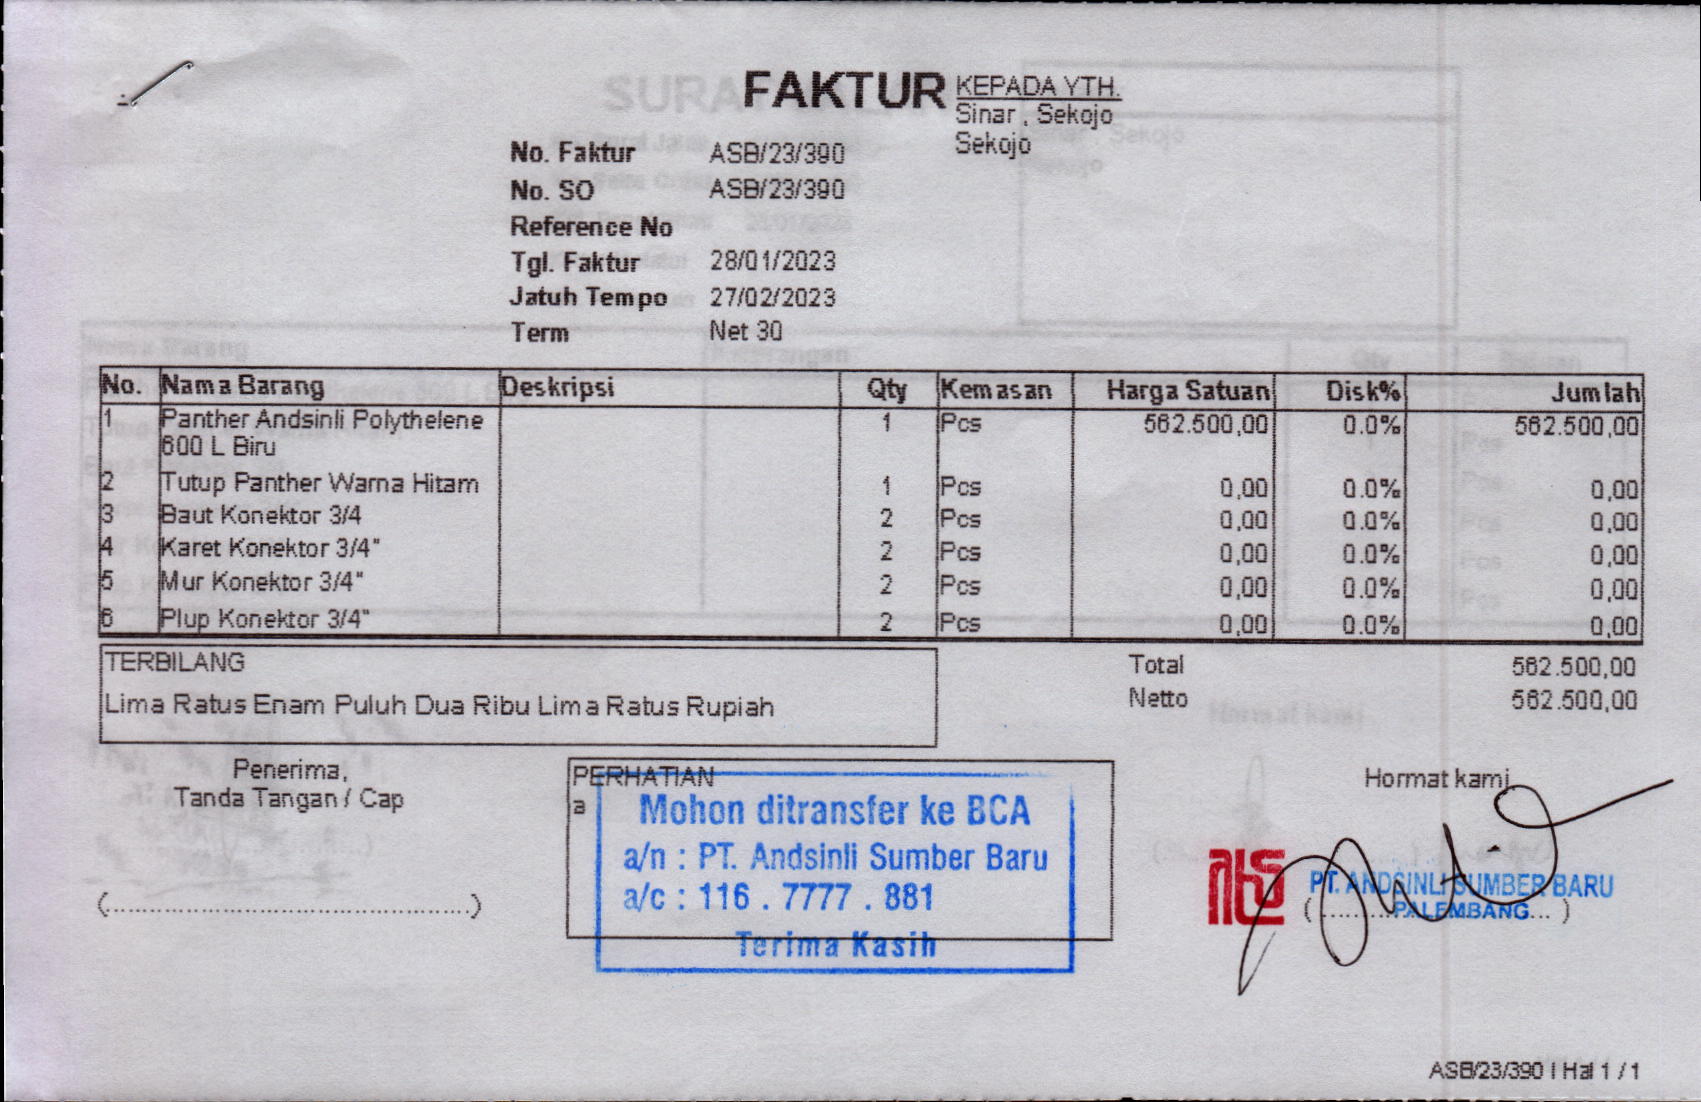 FAKTUR
KEPADA YTH.
Sinar , Sekojo
Sekojo
No. Faktur ASB/23/390
No. SO ASB/23/390
Reference No
Tgl. Faktur 28/01/2023
Jatuh Tempo 27/02/2023
Term Net 30
No. Nama Barang Deskripsi Qty Kemasan Harga Satuan Disk% Jumlah
1 Panther Andsinli Polythelene 1 Pcs 562.500,00 0.0% 562.500,00
600 L Biru
2 Tutup Panther Warna Hitam 1 Pcs 0,00 0.0% 0,00
3 Baut Konektor 3/4 2 Pcs 0,00 0.0% 0,00
4 Karet Konektor 3/4" 2 Pcs 0,00 0.0% 0,00
5 Mur Konektor 3/4" 2 Pcs 0,00 0.0% 0,00
6 Plup Konektor 3/4" 2 Pcs 0,00 0.0% 0,00
TERBILANG
Lima Ratus Enam Puluh Dua Ribu Lima Ratus Rupiah
Total 562.500,00
Netto 562.500,00
Penerima,
Tanda Tangan / Cap
(................................................)
PERHATIAN
a
Mohon ditransfer ke BCA
a/n : PT. Andsinli Sumber Baru
a/c : 116 . 7777 . 881
Terima Kasih
Hormat kami,
PT. ANDSINLI SUMBER BARU
PALEMBANG
ASB/23/390 | Hal 1 / 1